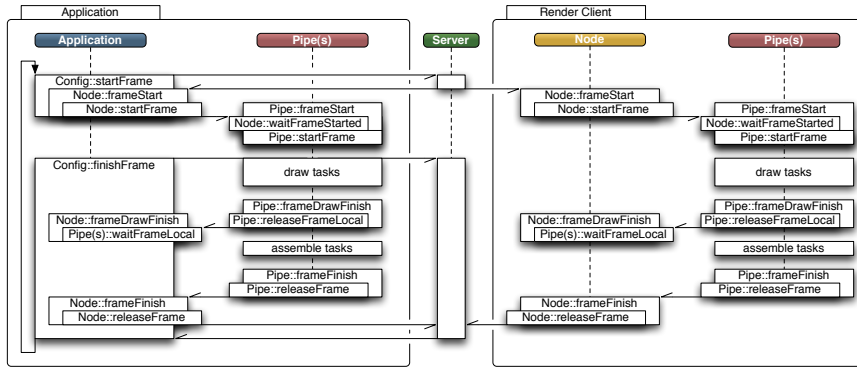 Application
Render Client
Application
Pipe(s)
Server
Node
Pipe(s)
Config::startFrame
Node::frameStart
Node::startFrame
Pipe::frameStart
Node::waitFrameStarted
Pipe::startFrame
Node::frameStart
Node::startFrame
Pipe::frameStart
Node::waitFrameStarted
Pipe::startFrame
Config::finishFrame
draw tasks
draw tasks
Pipe::frameDrawFinish
Pipe::releaseFrameLocal
Node::frameDrawFinish
Pipe(s)::waitFrameLocal
Node::frameDrawFinish
Pipe(s)::waitFrameLocal
Pipe::frameDrawFinish
Pipe::releaseFrameLocal
assemble tasks
assemble tasks
Pipe::frameFinish
Pipe::releaseFrame
Pipe::frameFinish
Pipe::releaseFrame
Node::frameFinish
Node::releaseFrame
Node::frameFinish
Node::releaseFrame